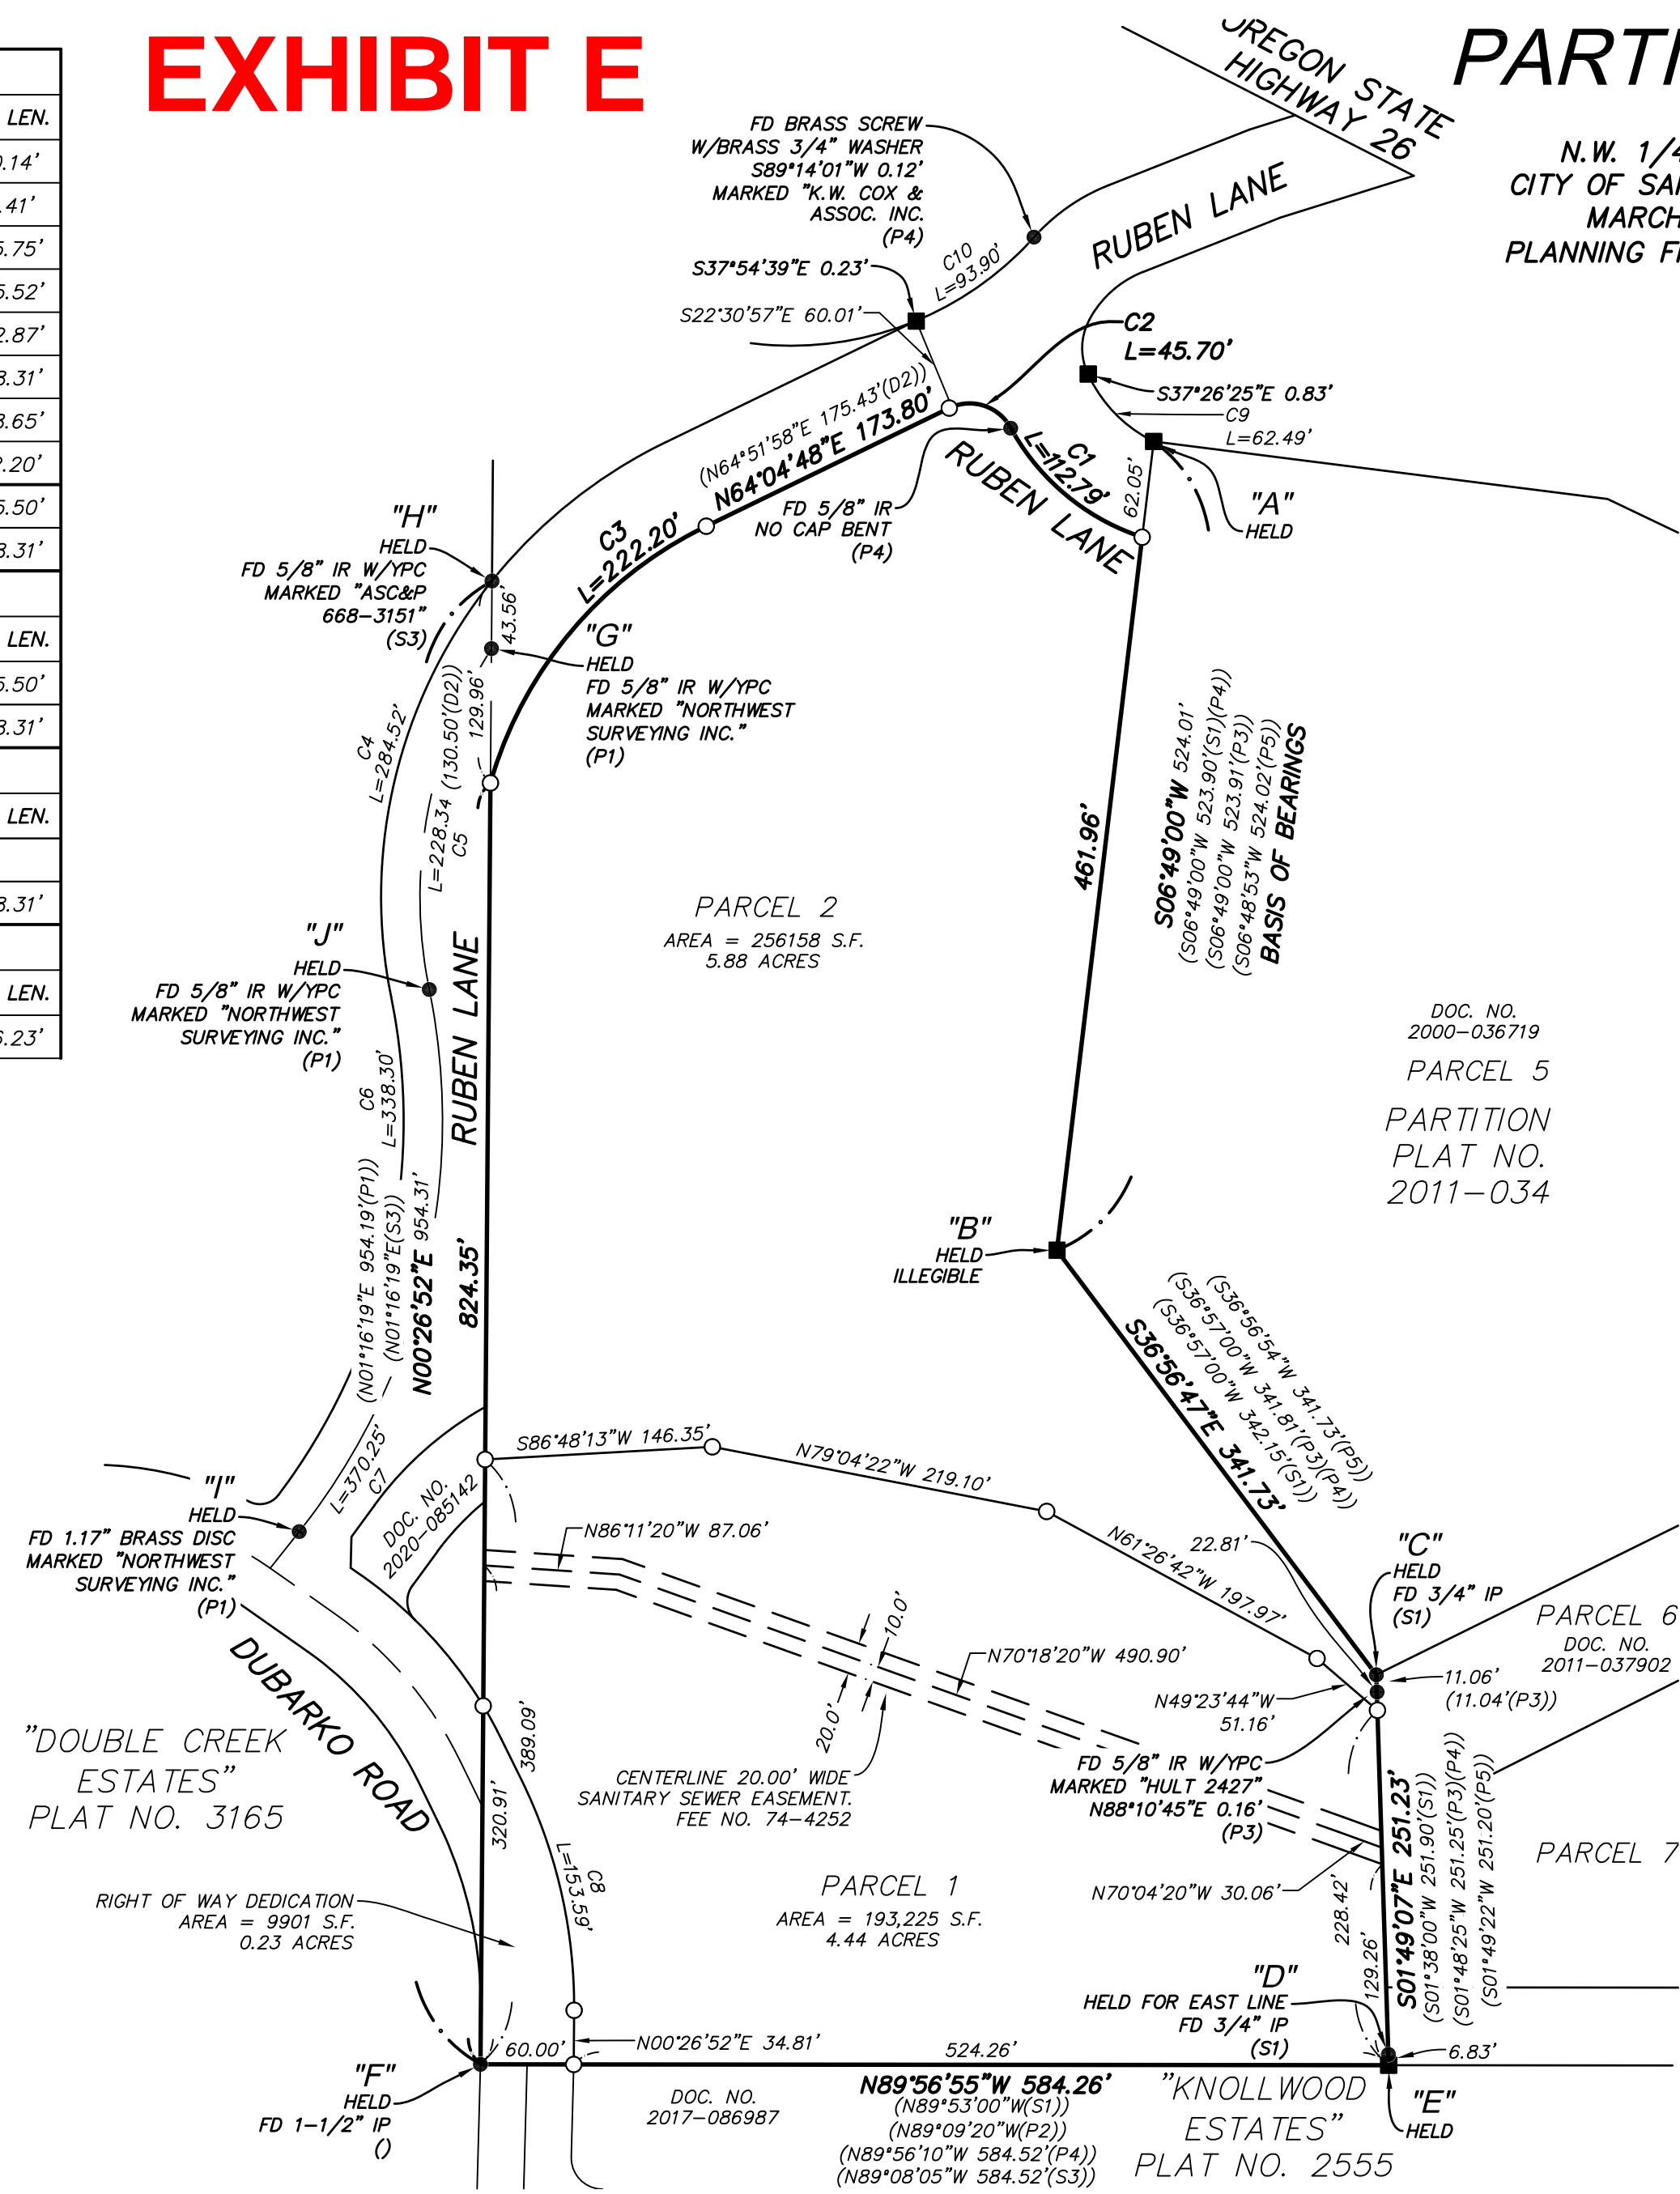 EXHIBIT E
PARTI
N.W. 1/4
CITY OF SA
MARCH
PLANNING F
LEN.
0.14'
.41'
5.75'
5.52'
2.87'
8.31'
8.65'
2.20'
5.50'
8.31'
LEN.
5.50'
8.31'
LEN.
8.31'
LEN.
6.23'
OREGON STATE
HIGHWAY 26
FD BRASS SCREW
W/BRASS 3/4" WASHER
S89°14'01"W 0.12'
MARKED "K.W. COX &
ASSOC. INC.
(P4)
S37°54'39"E 0.23'
S22°30'57"E 60.01'
C10
L=93.90'
RUBEN LANE
C2
L=45.70'
S37°26'25"E 0.83'
C9
L=62.49'
(N64°51'58"E 175.43'(D2))
N64°04'48"E 173.80'
C1
L=112.79'
RUBEN LANE
62.05'
"A"
HELD
FD 5/8" IR
NO CAP BENT
(P4)
C3
L=222.20'
"H"
HELD
FD 5/8" IR W/YPC
MARKED "ASC&P
668-3151"
(S3)
43.56'
"G"
HELD
FD 5/8" IR W/YPC
MARKED "NORTHWEST
SURVEYING INC."
(P1)
129.96'
(130.50'(D2))
L=228.34
C5
C4
L=284.52'
461.96'
S06°49'00"W 524.01'
(S06°49'00"W 523.90'(S1)(P4))
(S06°49'00"W 523.91'(P3))
(S06°48'53"W 524.02'(P5))
BASIS OF BEARINGS
PARCEL 2
AREA = 256158 S.F.
5.88 ACRES
"J"
HELD
FD 5/8" IR W/YPC
MARKED "NORTHWEST
SURVEYING INC."
(P1)
RUBEN LANE
C6
L=338.30'
DOC. NO.
2000-036719
PARCEL 5
PARTITION
PLAT NO.
2011-034
(N01°16'19"E 954.19'(P1))
(N01°16'19"E(S3))
N00°26'52"E 954.31'
824.35'
"B"
HELD
ILLEGIBLE
(S36°56'54"W 341.73'(P5))
(S36°57'00"W 341.81'(P3)(P4))
(S36°57'00"W 342.15'(S1))
S36°56'47"E 341.73'
S86°48'13"W 146.35'
N79°04'22"W 219.10'
N61°26'42"W 197.97'
L=370.25'
C7
DOC. NO.
2020-085142
"I"
HELD
FD 1.17" BRASS DISC
MARKED "NORTHWEST
SURVEYING INC."
(P1)
N86°11'20"W 87.06'
22.81'
"C"
HELD
FD 3/4" IP
(S1)
PARCEL 6
DOC. NO.
2011-037902
10.0'
20.0'
N70°18'20"W 490.90'
N49°23'44"W
51.16'
11.06'
(11.04'(P3))
DUBARKO ROAD
"DOUBLE CREEK
ESTATES"
PLAT NO. 3165
389.09'
320.91'
CENTERLINE 20.00' WIDE
SANITARY SEWER EASEMENT.
FEE NO. 74-4252
FD 5/8" IR W/YPC
MARKED "HULT 2427"
N88°10'45"E 0.16'
(P3)
PARCEL 7
C8
L=153.59'
PARCEL 1
AREA = 193,225 S.F.
4.44 ACRES
N70°04'20"W 30.06'
RIGHT OF WAY DEDICATION
AREA = 9901 S.F.
0.23 ACRES
228.42'
129.26'
S01°49'07"E 251.23'
(S01°38'00"W 251.90'(S1))
(S01°48'25"W 251.25'(P3)(P4))
(S01°49'22"W 251.20'(P5))
"D"
HELD FOR EAST LINE
FD 3/4" IP
(S1)
60.00'
N00°26'52"E 34.81'
524.26'
6.83'
"F"
HELD
FD 1-1/2" IP
()
DOC. NO.
2017-086987
N89°56'55"W 584.26'
(N89°53'00"W(S1))
(N89°09'20"W(P2))
(N89°56'10"W 584.52'(P4))
(N89°08'05"W 584.52'(S3))
"KNOLLWOOD
ESTATES"
PLAT NO. 2555
"E"
HELD